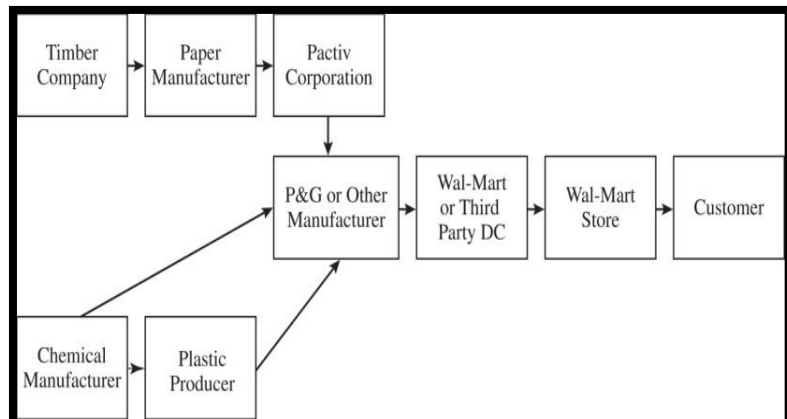 Timber
Company
Paper
Manufacturer
Pactiv
Corporation
P&G or Other
Manufacturer
Wal-Mart
or Third
Party DC
Wal-Mart
Store
Customer
Chemical
Manufacturer
Plastic
Producer